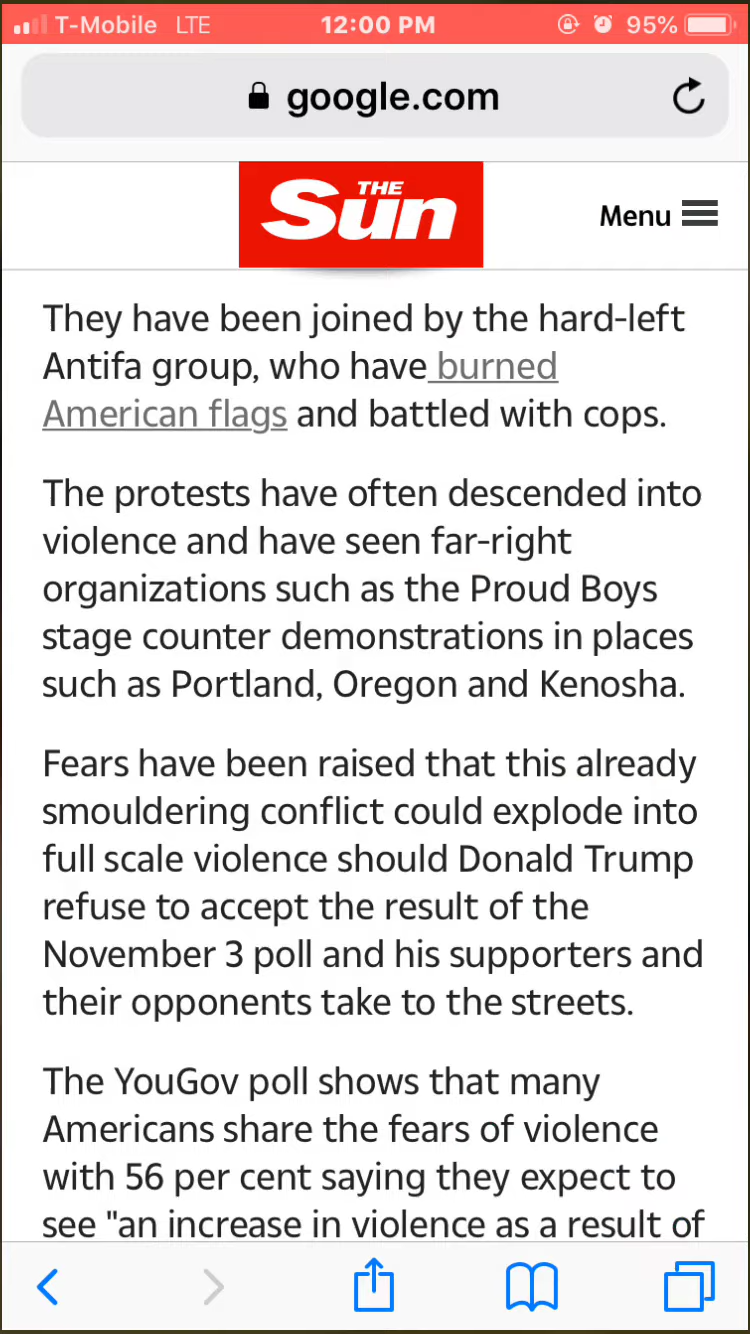 T-Mobile LTE 12:00 PM 95%
google.com
THE
Sun
Menu
They have been joined by the hard-left
Antifa group, who have burned
American flags and battled with cops.
The protests have often descended into
violence and have seen far-right
organizations such as the Proud Boys
stage counter demonstrations in places
such as Portland, Oregon and Kenosha.
Fears have been raised that this already
smouldering conflict could explode into
full scale violence should Donald Trump
refuse to accept the result of the
November 3 poll and his supporters and
their opponents take to the streets.
The YouGov poll shows that many
Americans share the fears of violence
with 56 per cent saying they expect to
see "an increase in violence as a result of